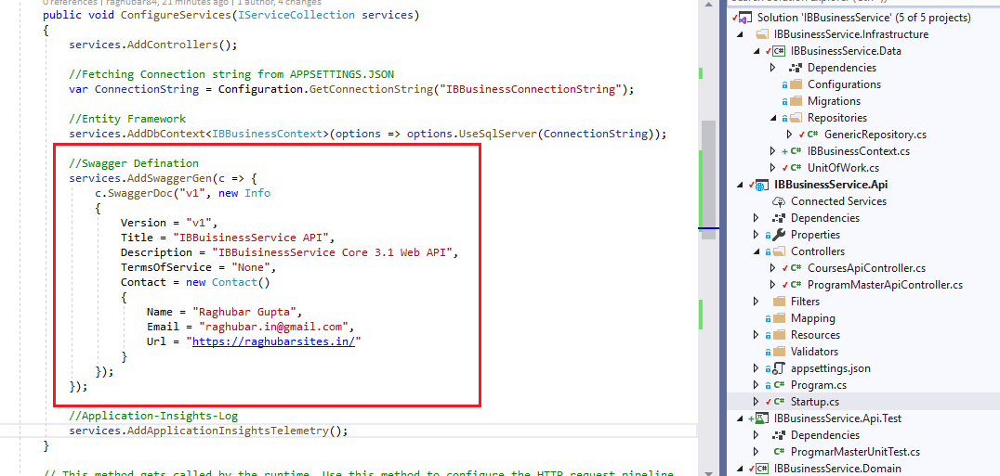 0 references | raghubar84, 21 minutes ago | 1 author, 4 changes
public void ConfigureServices(IServiceCollection services)
{
services.AddControllers();
//Fetching Connection string from APPSETTINGS.JSON
var ConnectionString = Configuration.GetConnectionString("IBBusinessConnectionString");
//Entity Framework
services.AddDbContext<IBBusinessContext>(options => options.UseSqlServer(ConnectionString));
//Swagger Defination
services.AddSwaggerGen(c => {
c.SwaggerDoc("v1", new Info
{
Version = "v1",
Title = "IBBuisinessService API",
Description = "IBBuisinessService Core 3.1 Web API",
TermsOfService = "None",
Contact = new Contact()
{
Name = "Raghubar Gupta",
Email = "raghubar.in@gmail.com",
Url = "https://raghubarsites.in/"
}
});
});
//Application-Insights-Log
services.AddApplicationInsightsTelemetry();
}
// This method gets called by the runtime. Use this method to configure the HTTP request pipeline
Solution 'IBBusinessService' (5 of 5 projects)
IBBusinessService.Infrastructure
C# IBBusinessService.Data
Dependencies
Configurations
Migrations
Repositories
C# GenericRepository.cs
C# IBBusinessContext.cs
C# UnitOfWork.cs
IBBusinessService.Api
Connected Services
Dependencies
Properties
Controllers
C# CoursesApiController.cs
C# ProgramMasterApiController.cs
Filters
Mapping
Resources
Validators
appsettings.json
C# Program.cs
C# Startup.cs
IBBusinessService.Api.Test
Dependencies
C# ProgmarMasterUnitTest.cs
C# IBBusinessService.Domain